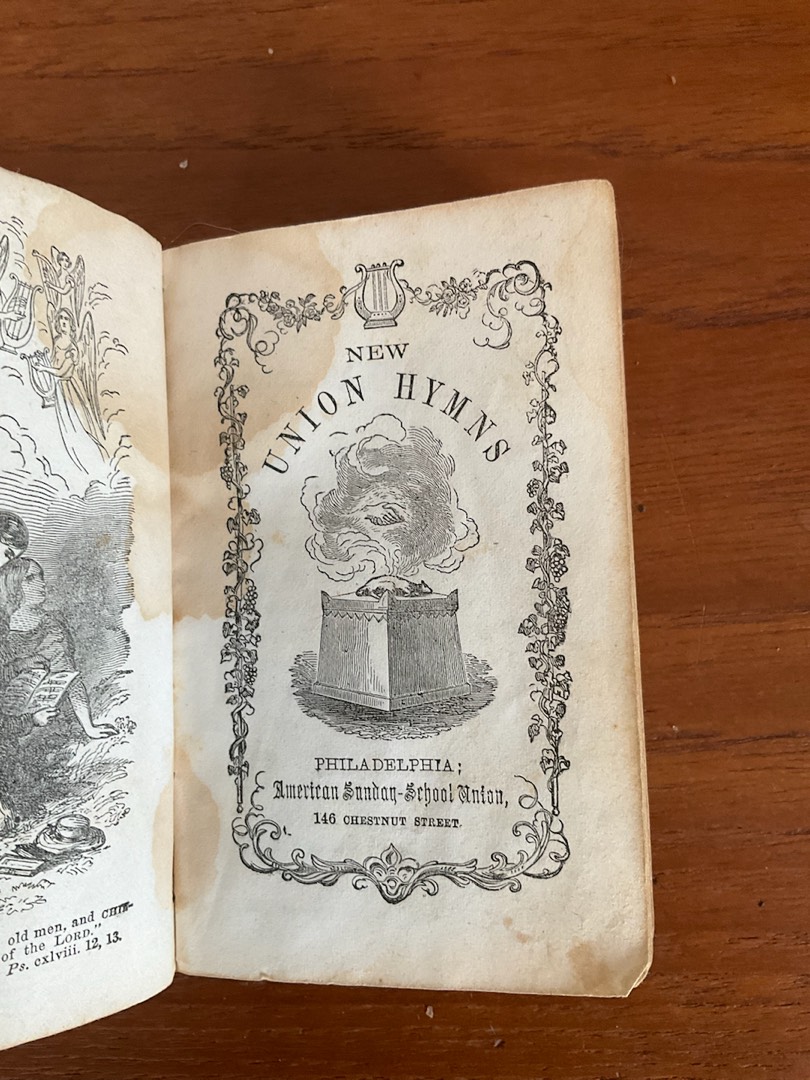 old men, and CHIL-
of the LORD."
Ps. cxlviii. 12, 13.
NEW
UNION HYMNS
PHILADELPHIA;
American Sunday-School Union,
146 CHESTNUT STREET.